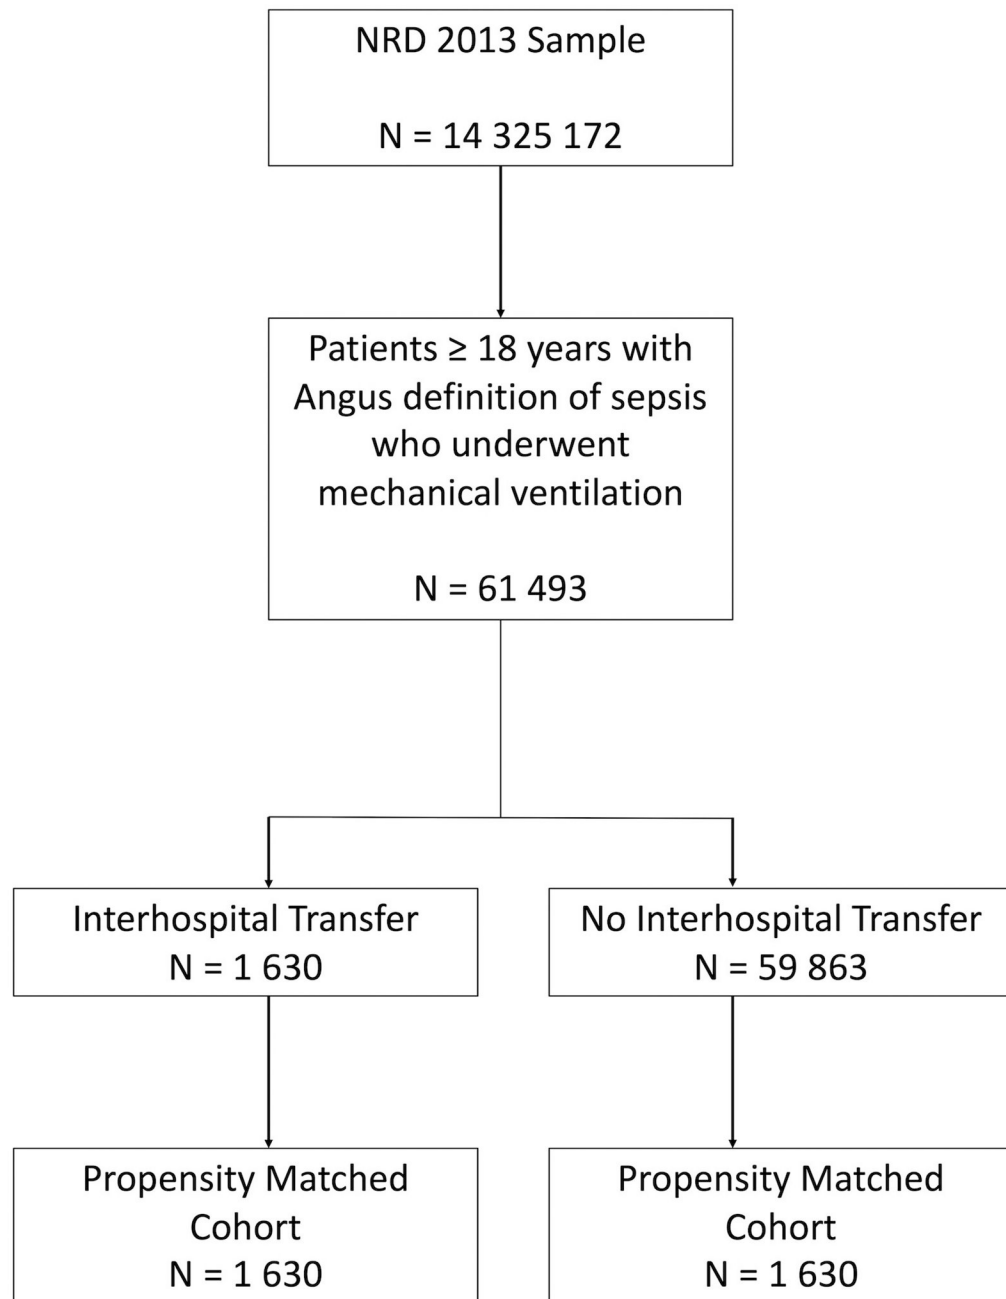 NRD 2013 Sample
N = 14 325 172
Patients ≥ 18 years with
Angus definition of sepsis
who underwent
mechanical ventilation
N = 61 493
Interhospital Transfer
N = 1 630
No Interhospital Transfer
N = 59 863
Propensity Matched
Cohort
N = 1 630
Propensity Matched
Cohort
N = 1 630